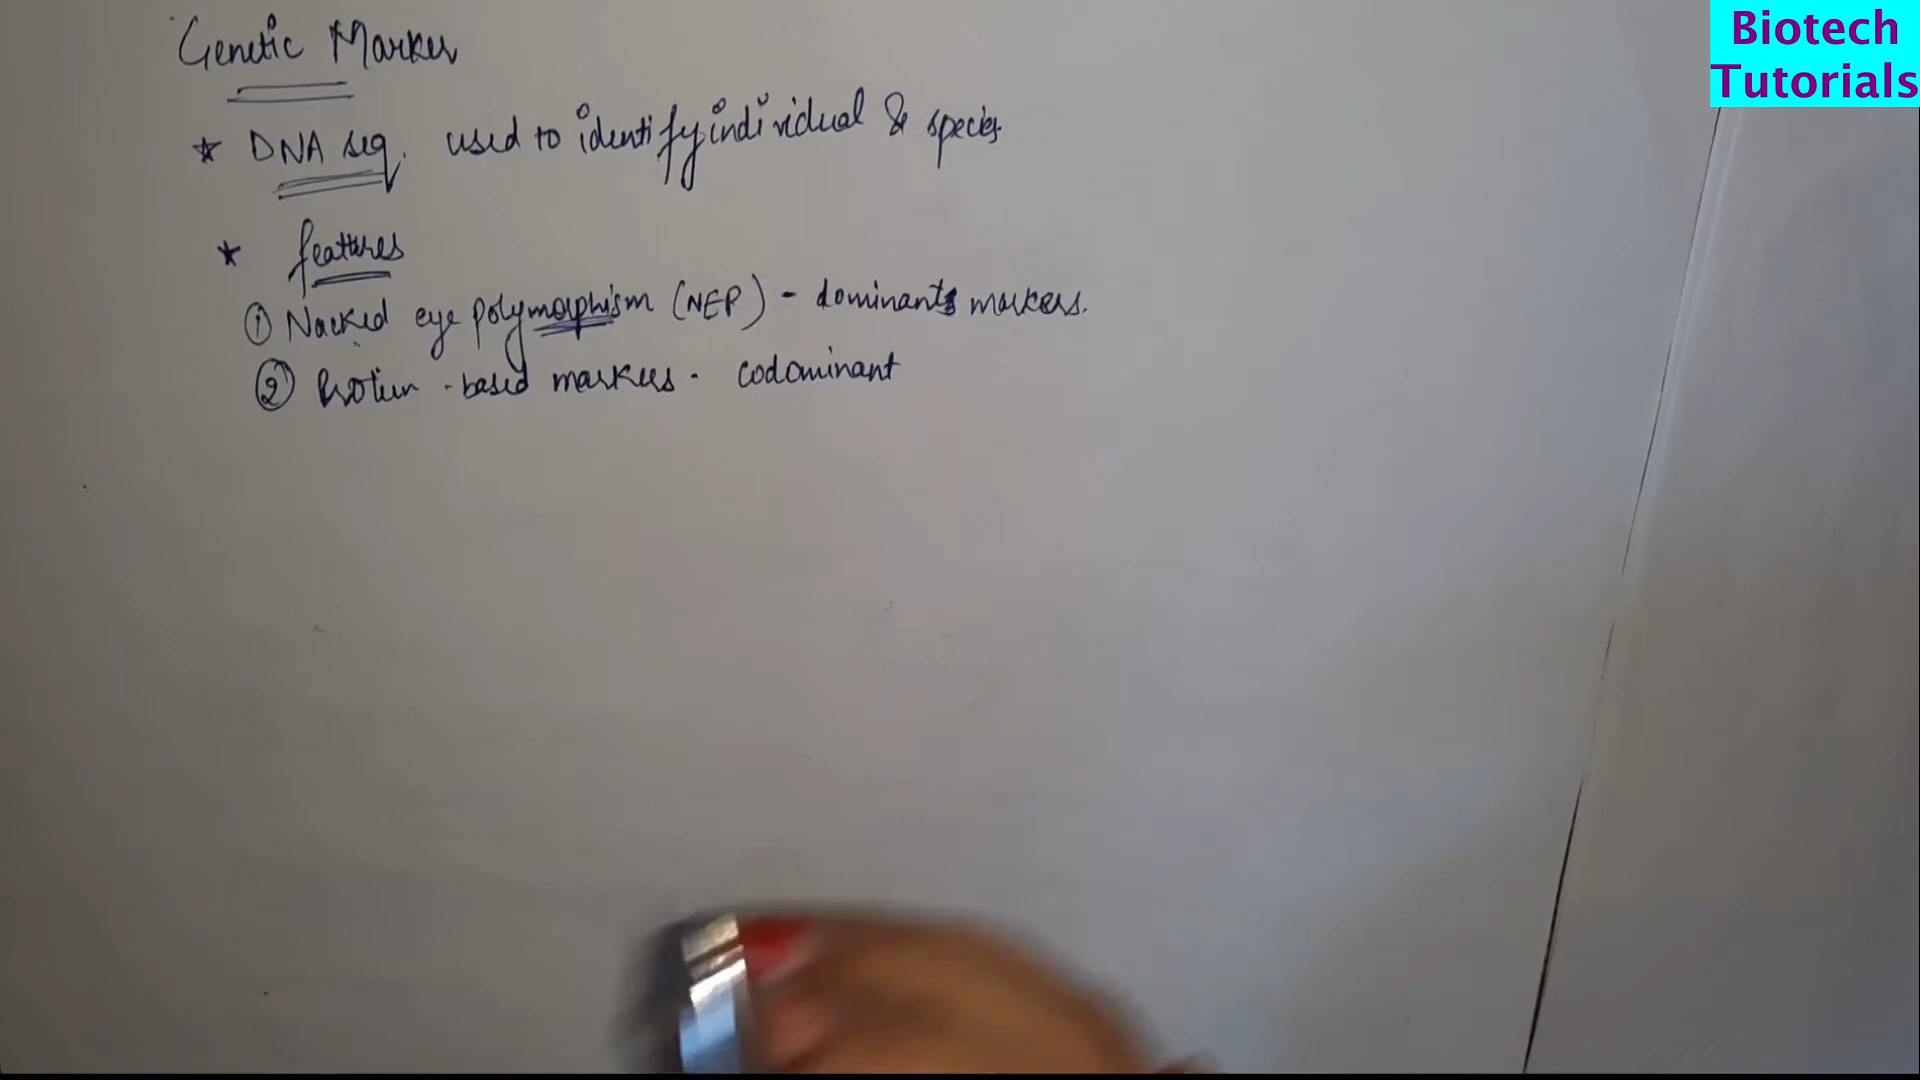 Genetic Marker
Biotech
Tutorials
* DNA seq. used to identify individual & species.
* features
① Nacked eye polymorphism (NEP) - dominants markers.
② Protein - based markers - codominant